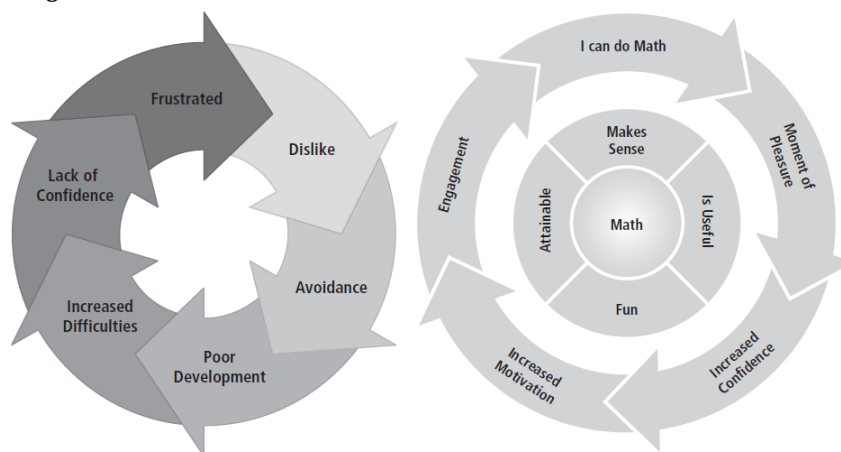 Frustrated
Dislike
Avoidance
Poor
Development
Increased
Difficulties
Lack of
Confidence
I can do Math
Moment of
Pleasure
Increased
Confidence
Increased
Motivation
Engagement
Makes
Sense
Is Useful
Fun
Attainable
Math